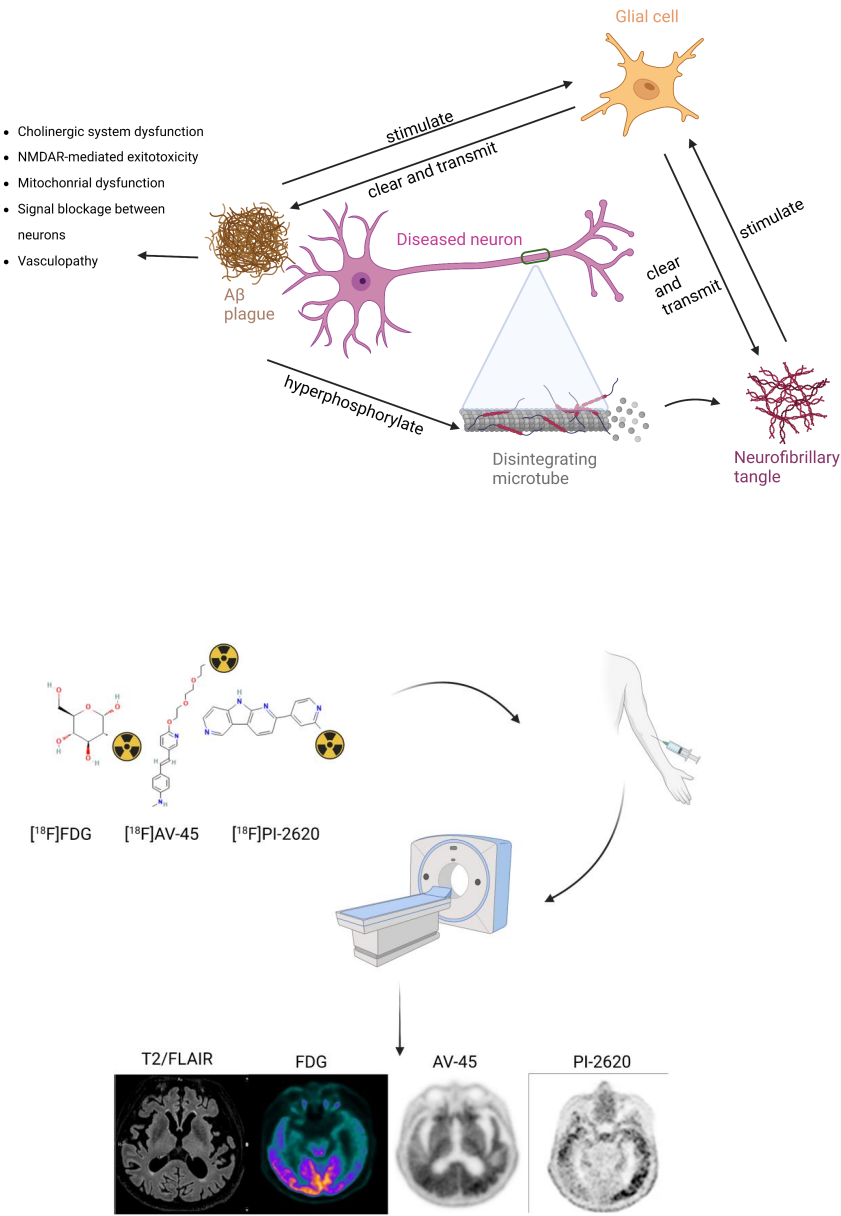 Glial cell
stimulate
clear and transmit
• Cholinergic system dysfunction
• NMDAR-mediated exitotoxicity
• Mitochonrial dysfunction
• Signal blockage between
neurons
• Vasculopathy
Diseased neuron
Aβ
plague
stimulate
clear
and
transmit
hyperphosphorylate
Disintegrating
microtube
Neurofibrillary
tangle
H
O
O
O
H
O
H
O
H
O
H
O
O
O
N
H
H
N
H
H
N
N
N
N
[¹⁸F]FDG
[¹⁸F]AV-45
[¹⁸F]PI-2620
T2/FLAIR
FDG
AV-45
PI-2620